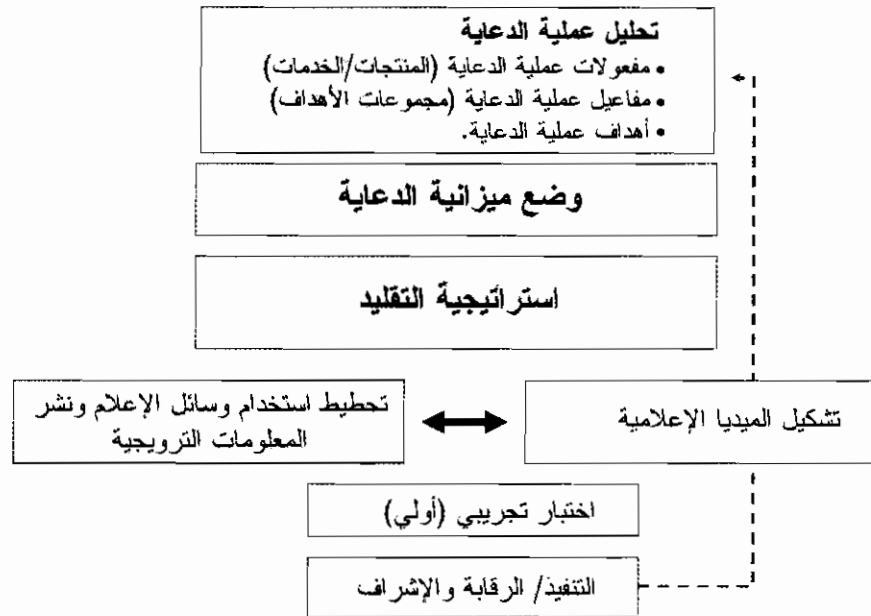 تحليل عملية الدعاية
• مفعولات عملية الدعاية (المنتجات/الخدمات)
• مفاعيل عملية الدعاية (مجموعات الأهداف)
• أهداف عملية الدعاية.
وضع ميزانية الدعاية
استراتيجية التقليد
تشكيل الميديا الإعلامية
تحطيط استخدام وسائل الإعلام ونشر
المعلومات الترويجية
اختبار تجريبي (أولي)
التنفيذ/ الرقابة والإشراف